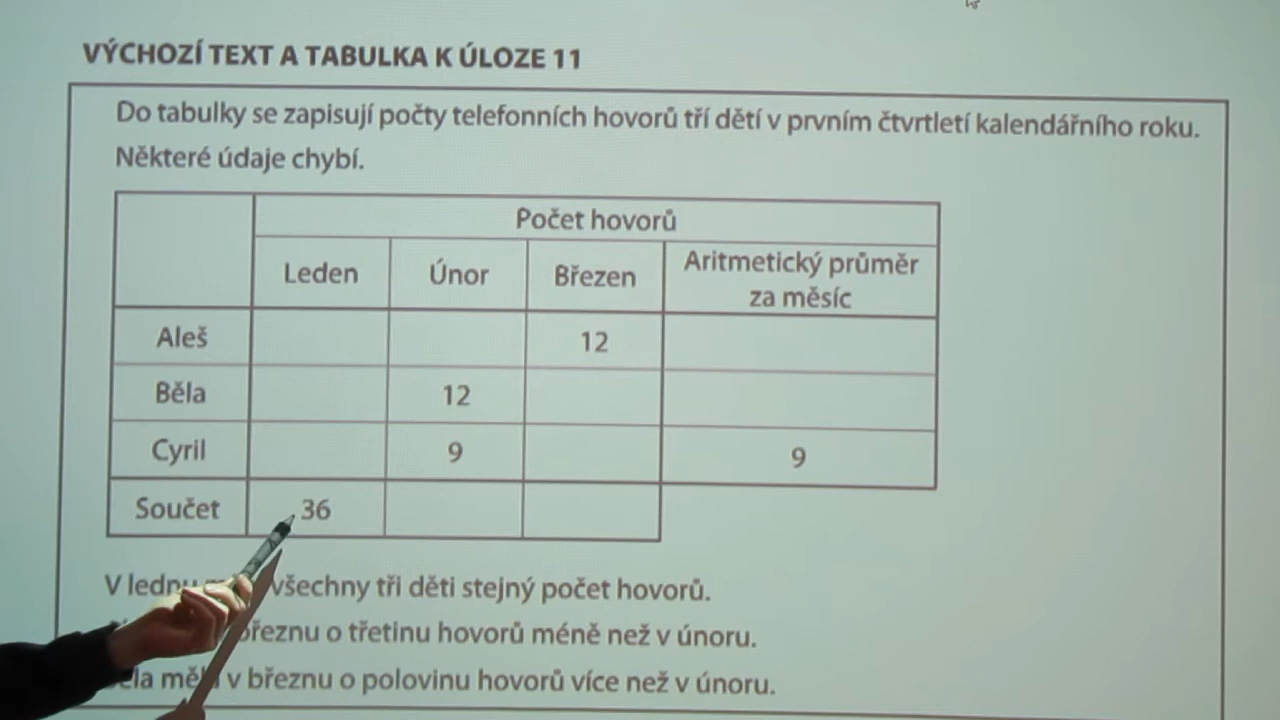 VÝCHOZÍ TEXT A TABULKA K ÚLOZE 11
Do tabulky se zapisují počty telefonních hovorů tří dětí v prvním čtvrtletí kalendářního roku.
Některé údaje chybí.
Počet hovorů
Leden Únor Březen Aritmetický průměr
za měsíc
Aleš 12
Běla 12
Cyril 9 9
Součet 36
V lednu všechny tři děti stejný počet hovorů.
březnu o třetinu hovorů méně než v únoru.
v březnu o polovinu hovorů více než v únoru.